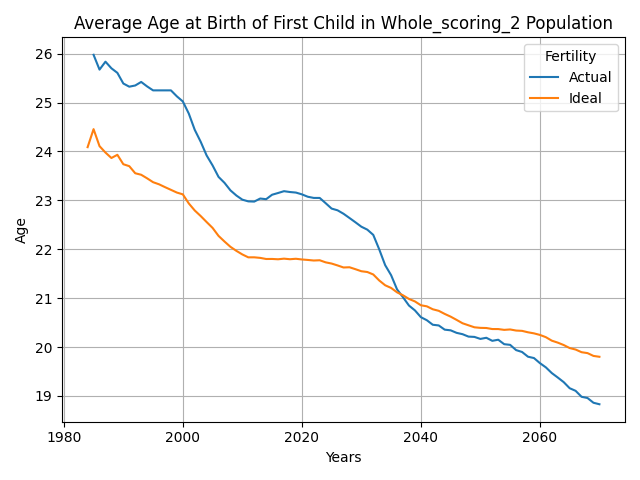 Average Age at Birth of First Child in Whole_scoring_2 Population
Fertility
Actual
Ideal
Age
26
25
24
23
22
21
20
19
1980
2000
2020
2040
2060
Years